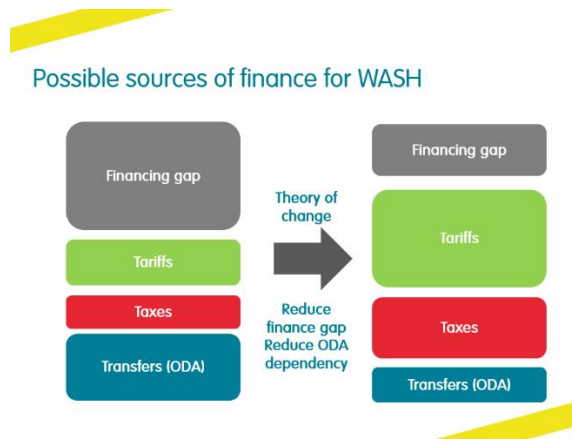 Possible sources of finance for WASH
Financing gap
Tariffs
Taxes
Transfers (ODA)
Theory of
change
Reduce
finance gap
Reduce ODA
dependency
Financing gap
Tariffs
Taxes
Transfers (ODA)